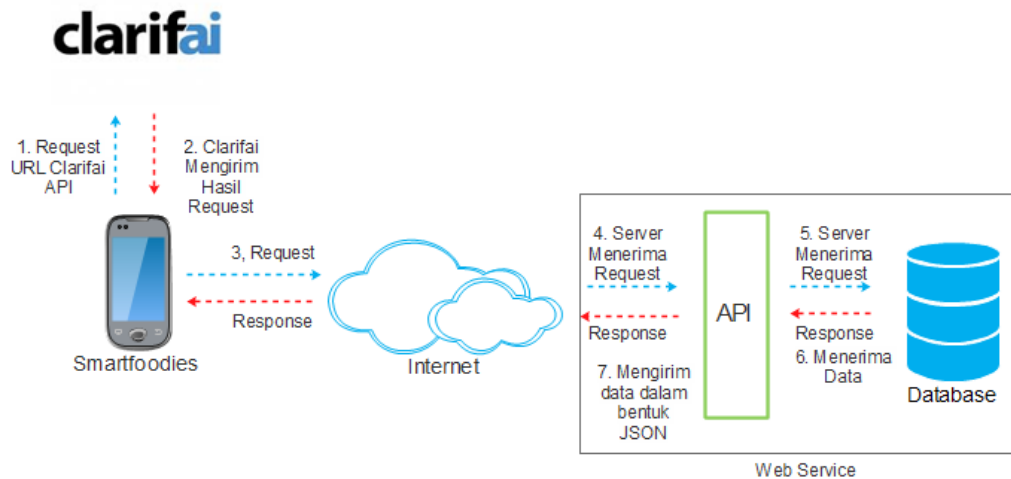 clarifai
1. Request
URL Clarifai
API
2. Clarifai
Mengirim
Hasil
Request
Smartfoodies
3, Request
Response
Internet
4. Server
Menerima
Request
Response
7. Mengirim
data dalam
bentuk
JSON
API
5. Server
Menerima
Request
Response
6. Menerima
Data
Database
Web Service